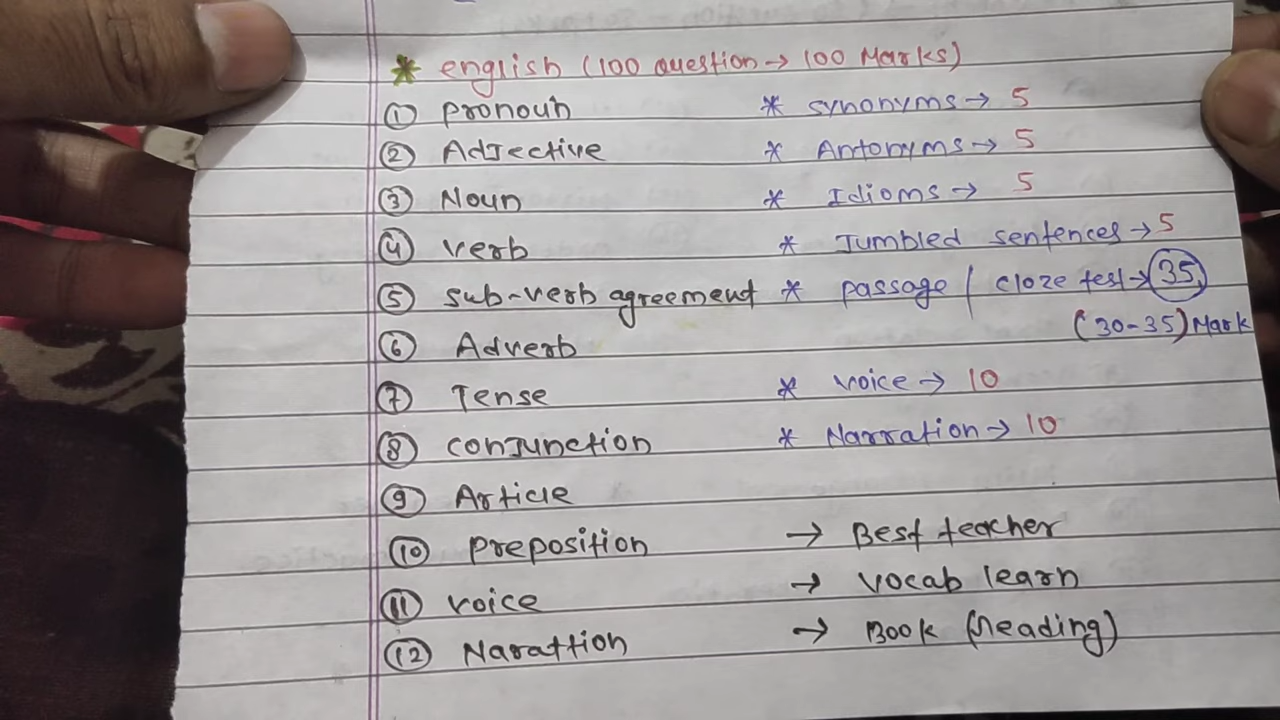 * english (100 question → 100 Marks)
① pronoun * synonyms → 5
② Adjective * Antonyms → 5
③ Noun * Idioms → 5
④ verb * Jumbled sentences → 5
⑤ sub-verb agreement * passage / cloze test → 35
(30-35) Mark
⑥ Adverb
⑦ Tense * voice → 10
⑧ conjunction * Narration → 10
⑨ Article
⑩ preposition → Best teacher
⑪ voice → vocab learn
⑫ Narattion → Book (reading)